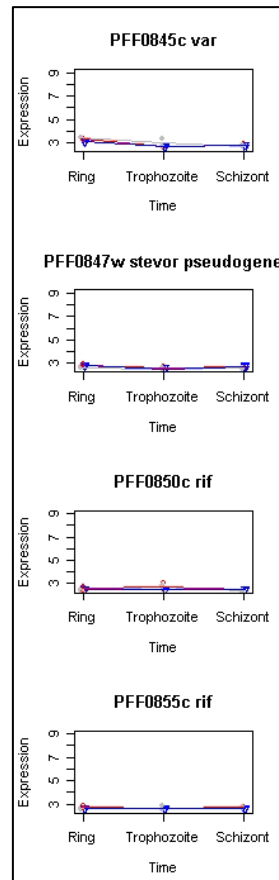 PFF0845c var
9
7
5
3
Expression
Ring Trophozoite Schizont
Time
PFF0847w stevor pseudogene
9
7
5
3
Expression
Ring Trophozoite Schizont
Time
PFF0850c rif
9
7
5
3
Expression
Ring Trophozoite Schizont
Time
PFF0855c rif
9
7
5
3
Expression
Ring Trophozoite Schizont
Time